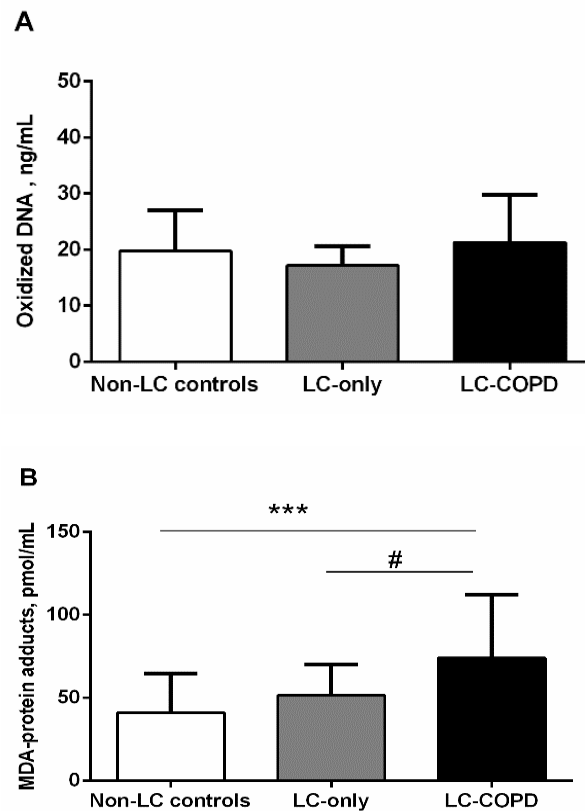 A
Oxidized DNA , ng/mL
50
40
30
20
10
0
Non-LC controls LC-only LC-COPD
B
MDA-protein adducts, pmol/mL
***
#
150
100
50
0
Non-LC controls LC-only LC-COPD